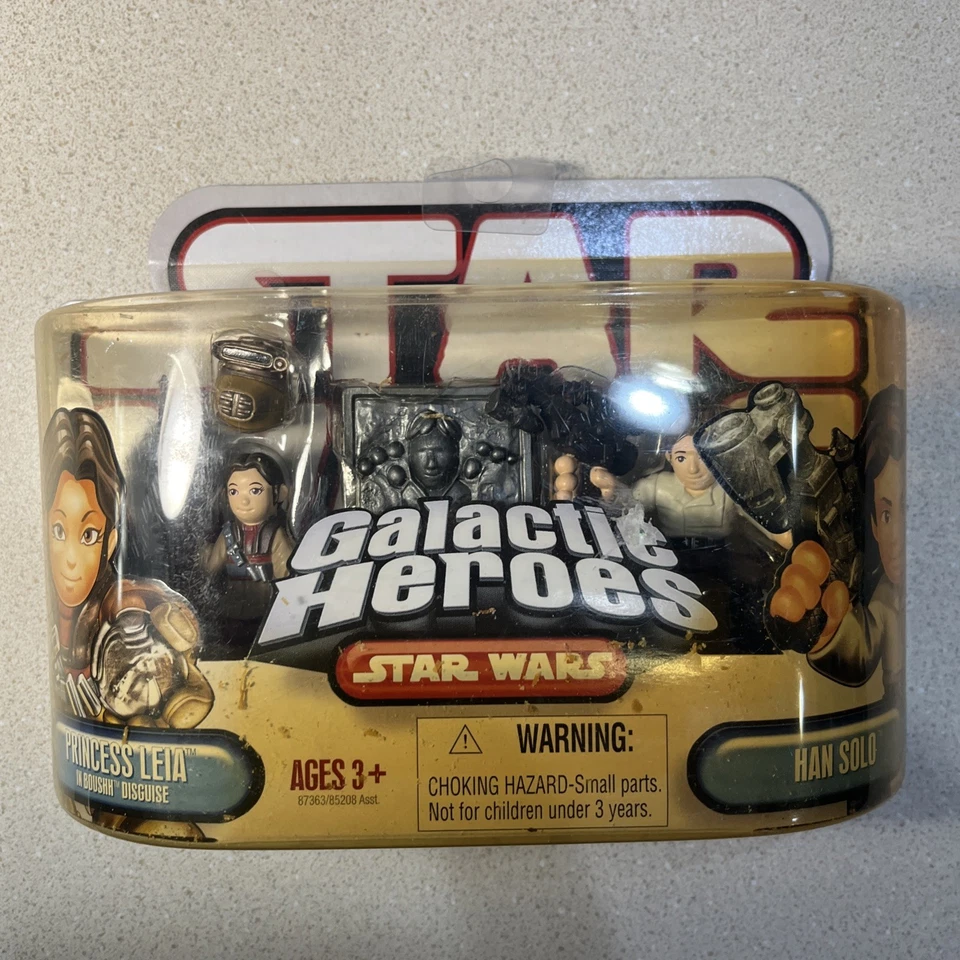 STAR
Galactic
Heroes
STAR WARS
PRINCESS LEIA™
IN BOUSHH™ DISGUISE
AGES 3+
87363/85208 Asst.
WARNING:
CHOKING HAZARD-Small parts.
Not for children under 3 years.
HAN SOLO